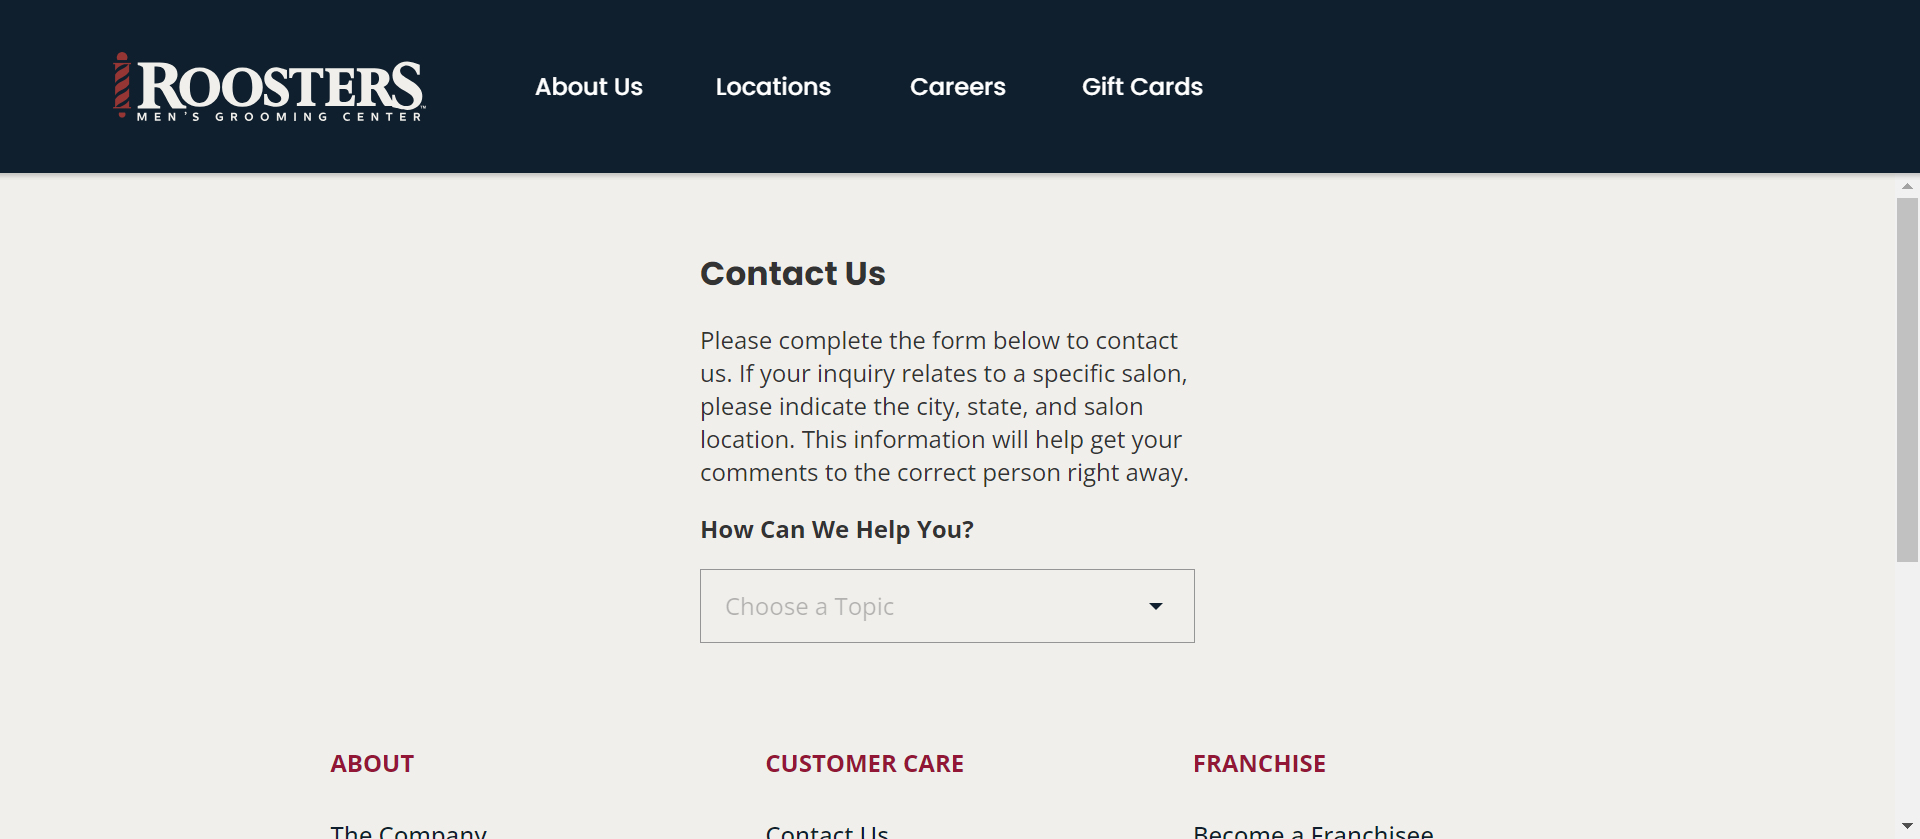 ROOSTERS™
MEN'S GROOMING CENTER
About Us
Locations
Careers
Gift Cards
Contact Us
Please complete the form below to contact
us. If your inquiry relates to a specific salon,
please indicate the city, state, and salon
location. This information will help get your
comments to the correct person right away.
How Can We Help You?
Choose a Topic
ABOUT
CUSTOMER CARE
FRANCHISE
The Company
Contact Us
Become a Franchisee